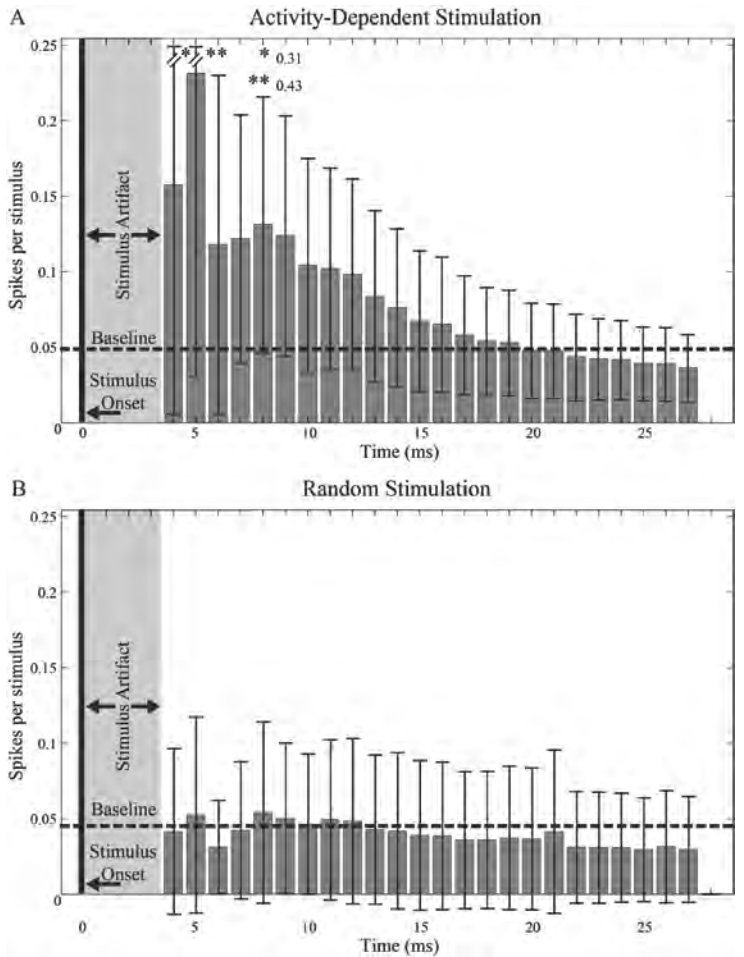 A
Activity-Dependent Stimulation
0.25
0.2
0.15
0.1
0.05
0
Spikes per stimulus
Stimulus Artifact
Baseline
Stimulus
Onset
* **
* 0.31
** 0.43
0 5 10 15 20 25
Time (ms)
B
Random Stimulation
0.25
0.2
0.15
0.1
0.05
0
Spikes per stimulus
Stimulus Artifact
Baseline
Stimulus
Onset
0 5 10 15 20 25
Time (ms)